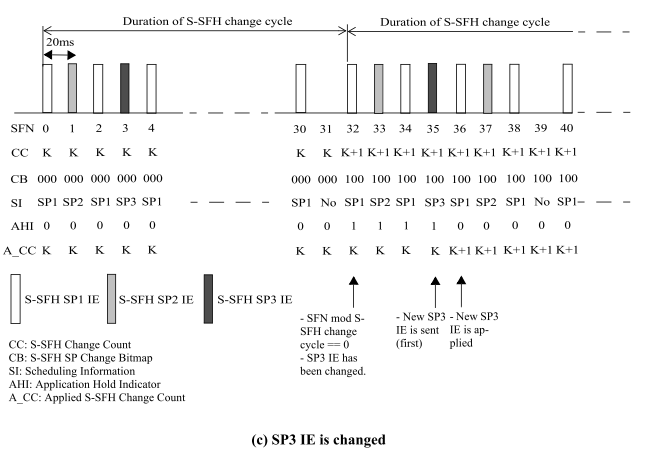 Duration of S-SFH change cycle Duration of S-SFH change cycle
20ms
SFN 0 1 2 3 4 30 31 32 33 34 35 36 37 38 39 40
CC K K K K K K K K+1 K+1 K+1 K+1 K+1 K+1 K+1 K+1 K+1
CB 000 000 000 000 000 000 000 100 100 100 100 100 100 100 100 100
SI SP1 SP2 SP1 SP3 SP1 SP1 No SP1 SP2 SP1 SP3 SP1 SP2 SP1 No SP1
AHI 0 0 0 0 0 0 0 1 1 1 1 0 0 0 0 0
A_CC K K K K K K K K K K K K+1 K+1 K+1 K+1 K+1
S-SFH SP1 IE S-SFH SP2 IE S-SFH SP3 IE
CC: S-SFH Change Count
CB: S-SFH SP Change Bitmap
SI: Scheduling Information
AHI: Application Hold Indicator
A_CC: Applied S-SFH Change Count
- SFN mod S-
SFH change
cycle == 0
- SP3 IE has
been changed.
- New SP3
IE is sent
(first)
- New SP3
IE is ap-
plied
(c) SP3 IE is changed